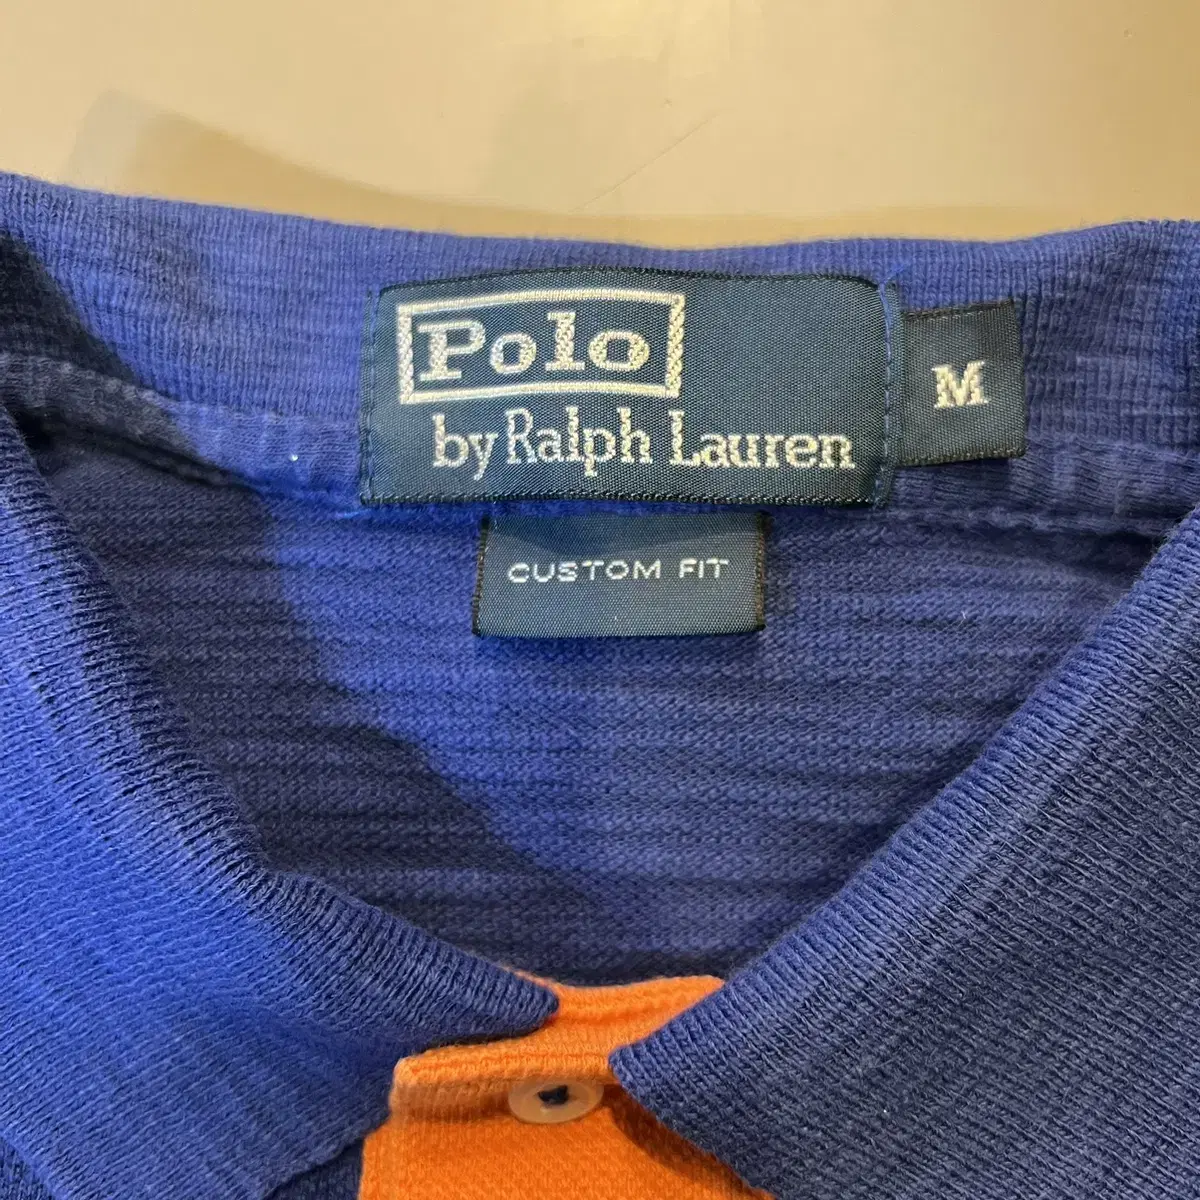 Polo
by Ralph Lauren
M
CUSTOM FIT